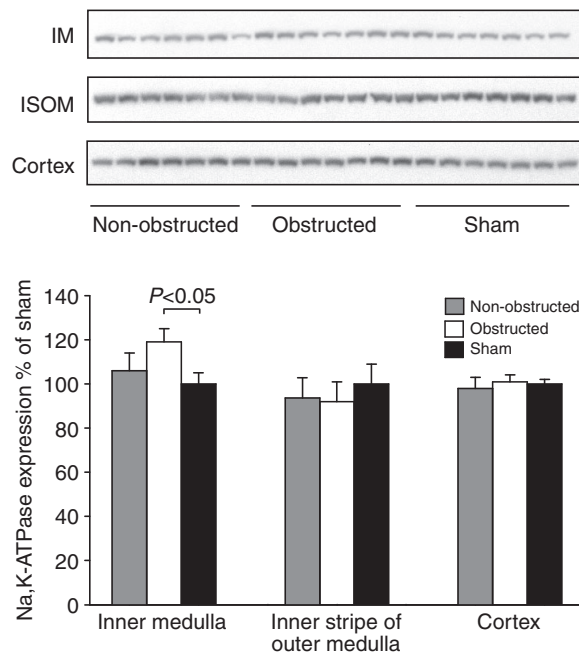 IM
ISOM
Cortex
Non-obstructed
Obstructed
Sham
Na,K-ATPase expression % of sham
140
120
100
80
60
40
20
0
P<0.05
Non-obstructed
Obstructed
Sham
Inner medulla
Inner stripe of
outer medulla
Cortex